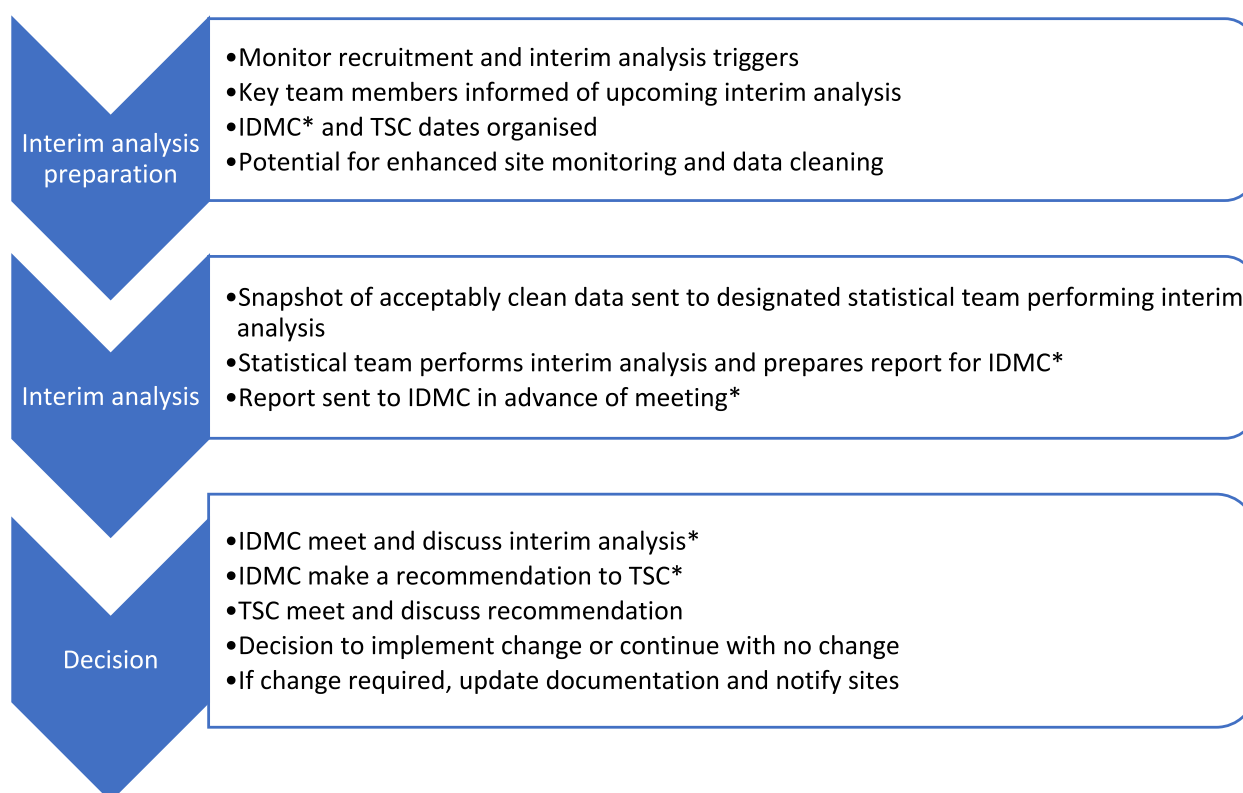 Interim analysis
preparation
•Monitor recruitment and interim analysis triggers
•Key team members informed of upcoming interim analysis
•IDMC* and TSC dates organised
•Potential for enhanced site monitoring and data cleaning
Interim analysis
•Snapshot of acceptably clean data sent to designated statistical team performing interim
analysis
•Statistical team performs interim analysis and prepares report for IDMC*
•Report sent to IDMC in advance of meeting*
Decision
•IDMC meet and discuss interim analysis*
•IDMC make a recommendation to TSC*
•TSC meet and discuss recommendation
•Decision to implement change or continue with no change
•If change required, update documentation and notify sites